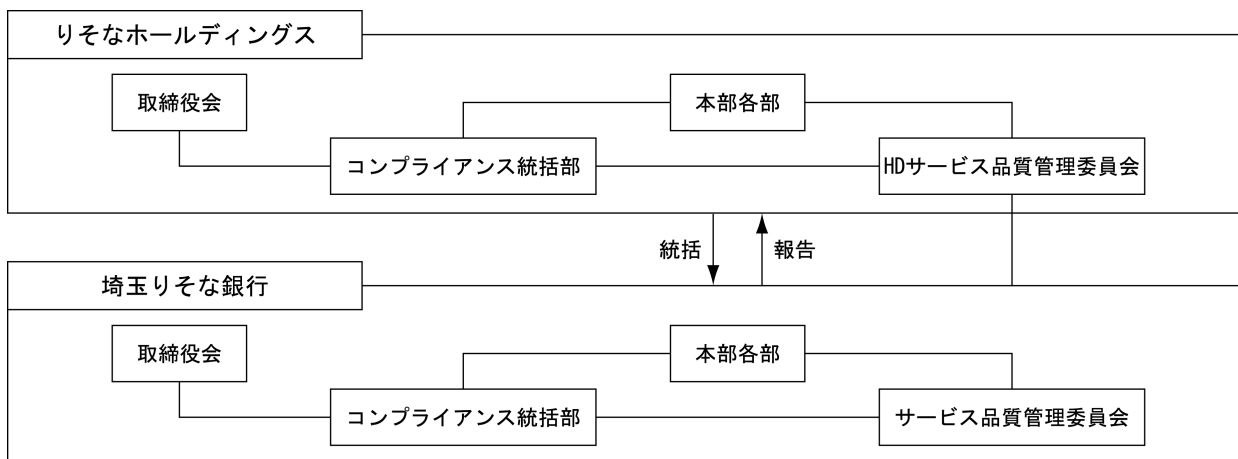 りそなホールディングス
取締役会
本部各部
コンプライアンス統括部
HDサービス品質管理委員会
統括
報告
埼玉りそな銀行
取締役会
本部各部
コンプライアンス統括部
サービス品質管理委員会